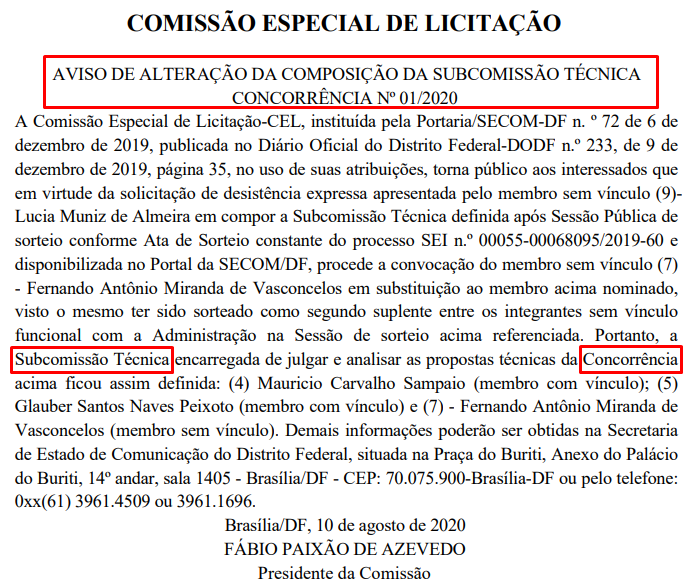 COMISSÃO ESPECIAL DE LICITAÇÃO
AVISO DE ALTERAÇÃO DA COMPOSIÇÃO DA SUBCOMISSÃO TÉCNICA
CONCORRÊNCIA Nº 01/2020
A Comissão Especial de Licitação-CEL, instituída pela Portaria/SECOM-DF n. º 72 de 6 de
dezembro de 2019, publicada no Diário Oficial do Distrito Federal-DODF n.º 233, de 9 de
dezembro de 2019, página 35, no uso de suas atribuições, torna público aos interessados que
em virtude da solicitação de desistência expressa apresentada pelo membro sem vínculo (9)-
Lucia Muniz de Almeira em compor a Subcomissão Técnica definida após Sessão Pública de
sorteio conforme Ata de Sorteio constante do processo SEI n.º 00055-00068095/2019-60 e
disponibilizada no Portal da SECOM/DF, procede a convocação do membro sem vínculo (7)
- Fernando Antônio Miranda de Vasconcelos em substituição ao membro acima nominado,
visto o mesmo ter sido sorteado como segundo suplente entre os integrantes sem vínculo
funcional com a Administração na Sessão de sorteio acima referenciada. Portanto, a
Subcomissão Técnica encarregada de julgar e analisar as propostas técnicas da Concorrência
acima ficou assim definida: (4) Mauricio Carvalho Sampaio (membro com vínculo); (5)
Glauber Santos Naves Peixoto (membro com vínculo) e (7) - Fernando Antônio Miranda de
Vasconcelos (membro sem vínculo). Demais informações poderão ser obtidas na Secretaria
de Estado de Comunicação do Distrito Federal, situada na Praça do Buriti, Anexo do Palácio
do Buriti, 14º andar, sala 1405 - Brasília/DF - CEP: 70.075.900-Brasília-DF ou pelo telefone:
0xx(61) 3961.4509 ou 3961.1696.
Brasília/DF, 10 de agosto de 2020
FÁBIO PAIXÃO DE AZEVEDO
Presidente da Comissão